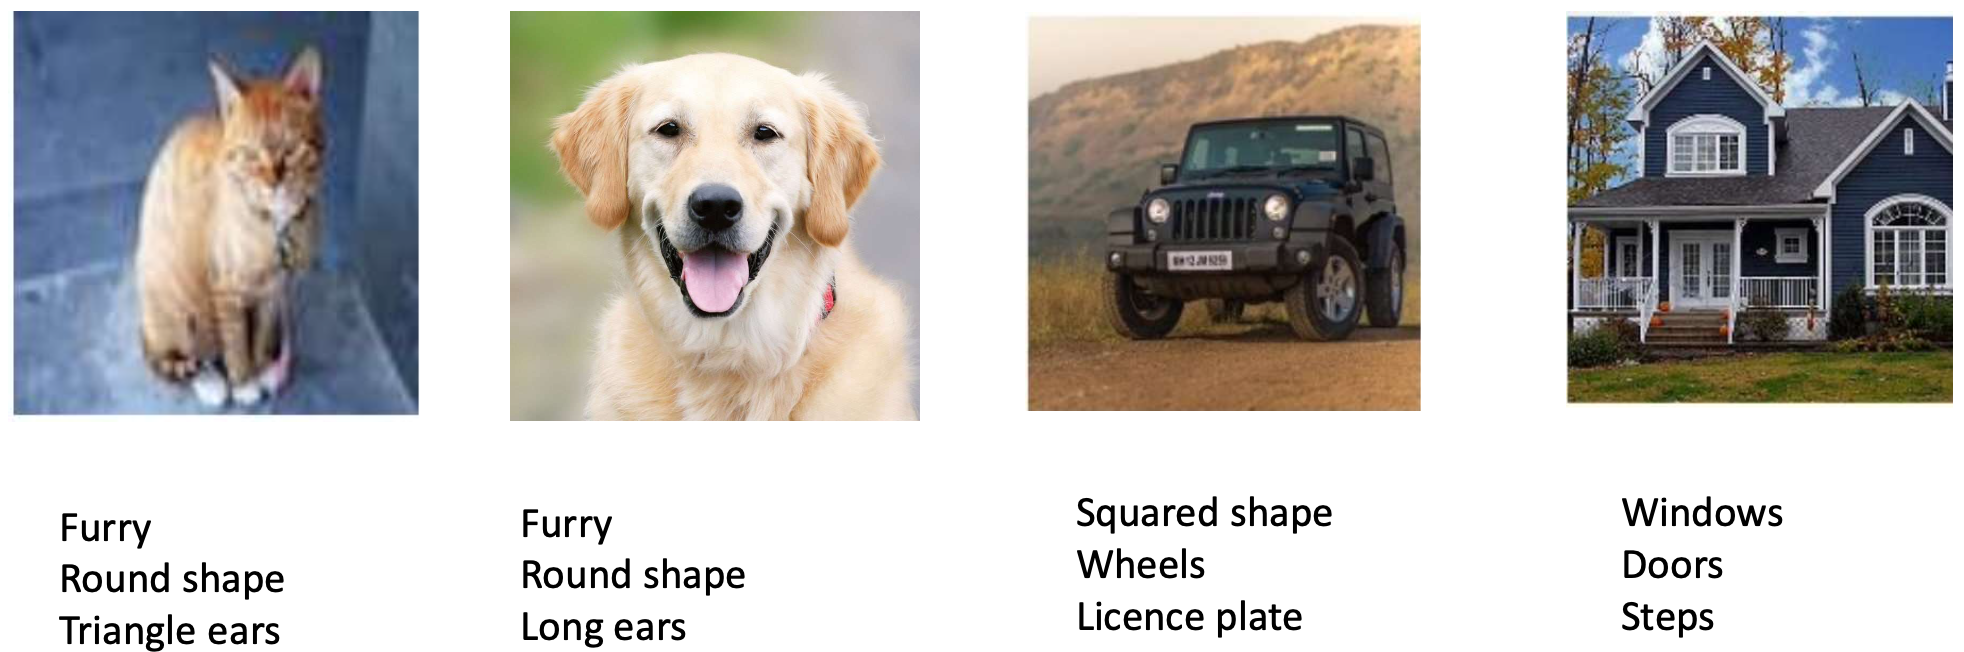 Furry
Round shape
Triangle ears
Furry
Round shape
Long ears
Squared shape
Wheels
Licence plate
Windows
Doors
Steps